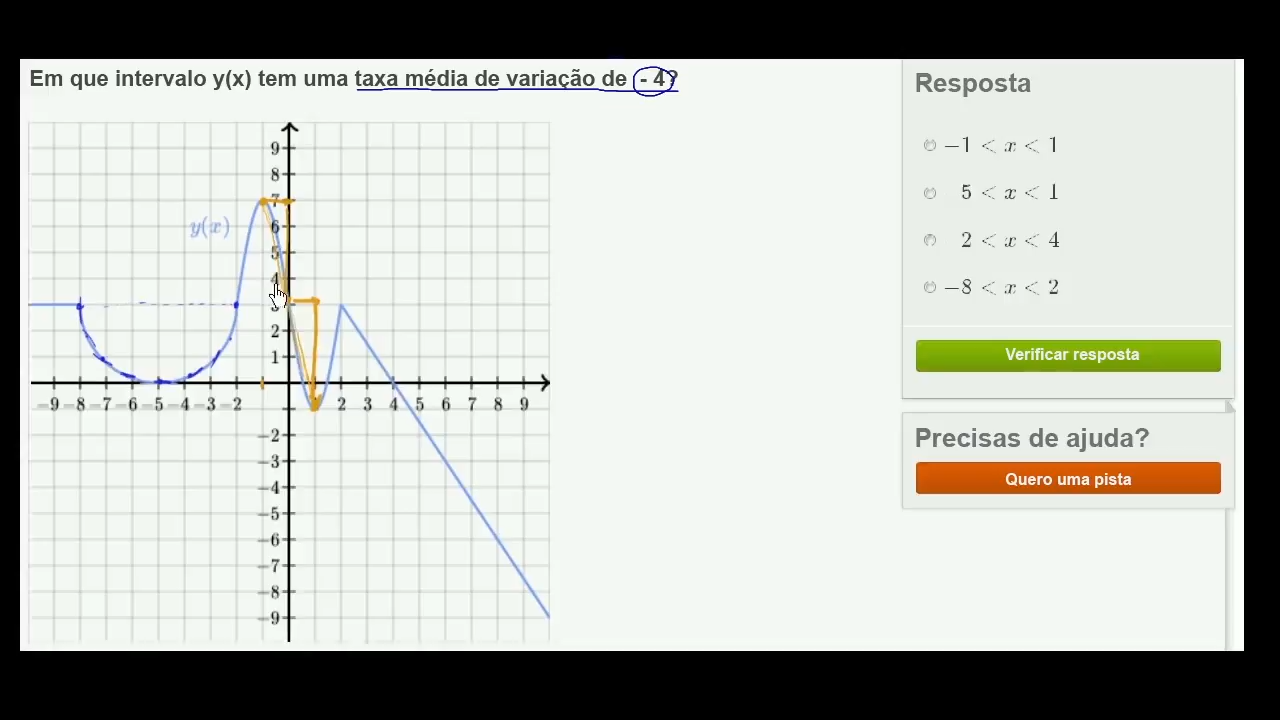 Em que intervalo y(x) tem uma taxa média de variação de - 4?
Resposta
−1 < x < 1
5 < x < 1
2 < x < 4
−8 < x < 2
Verificar resposta
Precisas de ajuda?
Quero uma pista
y(x)
9
8
7
6
5
4
3
2
1
−9 −8 −7 −6 −5 −4 −3 −2 2 3 4 5 6 7 8 9
−2
−3
−4
−5
−6
−7
−8
−9